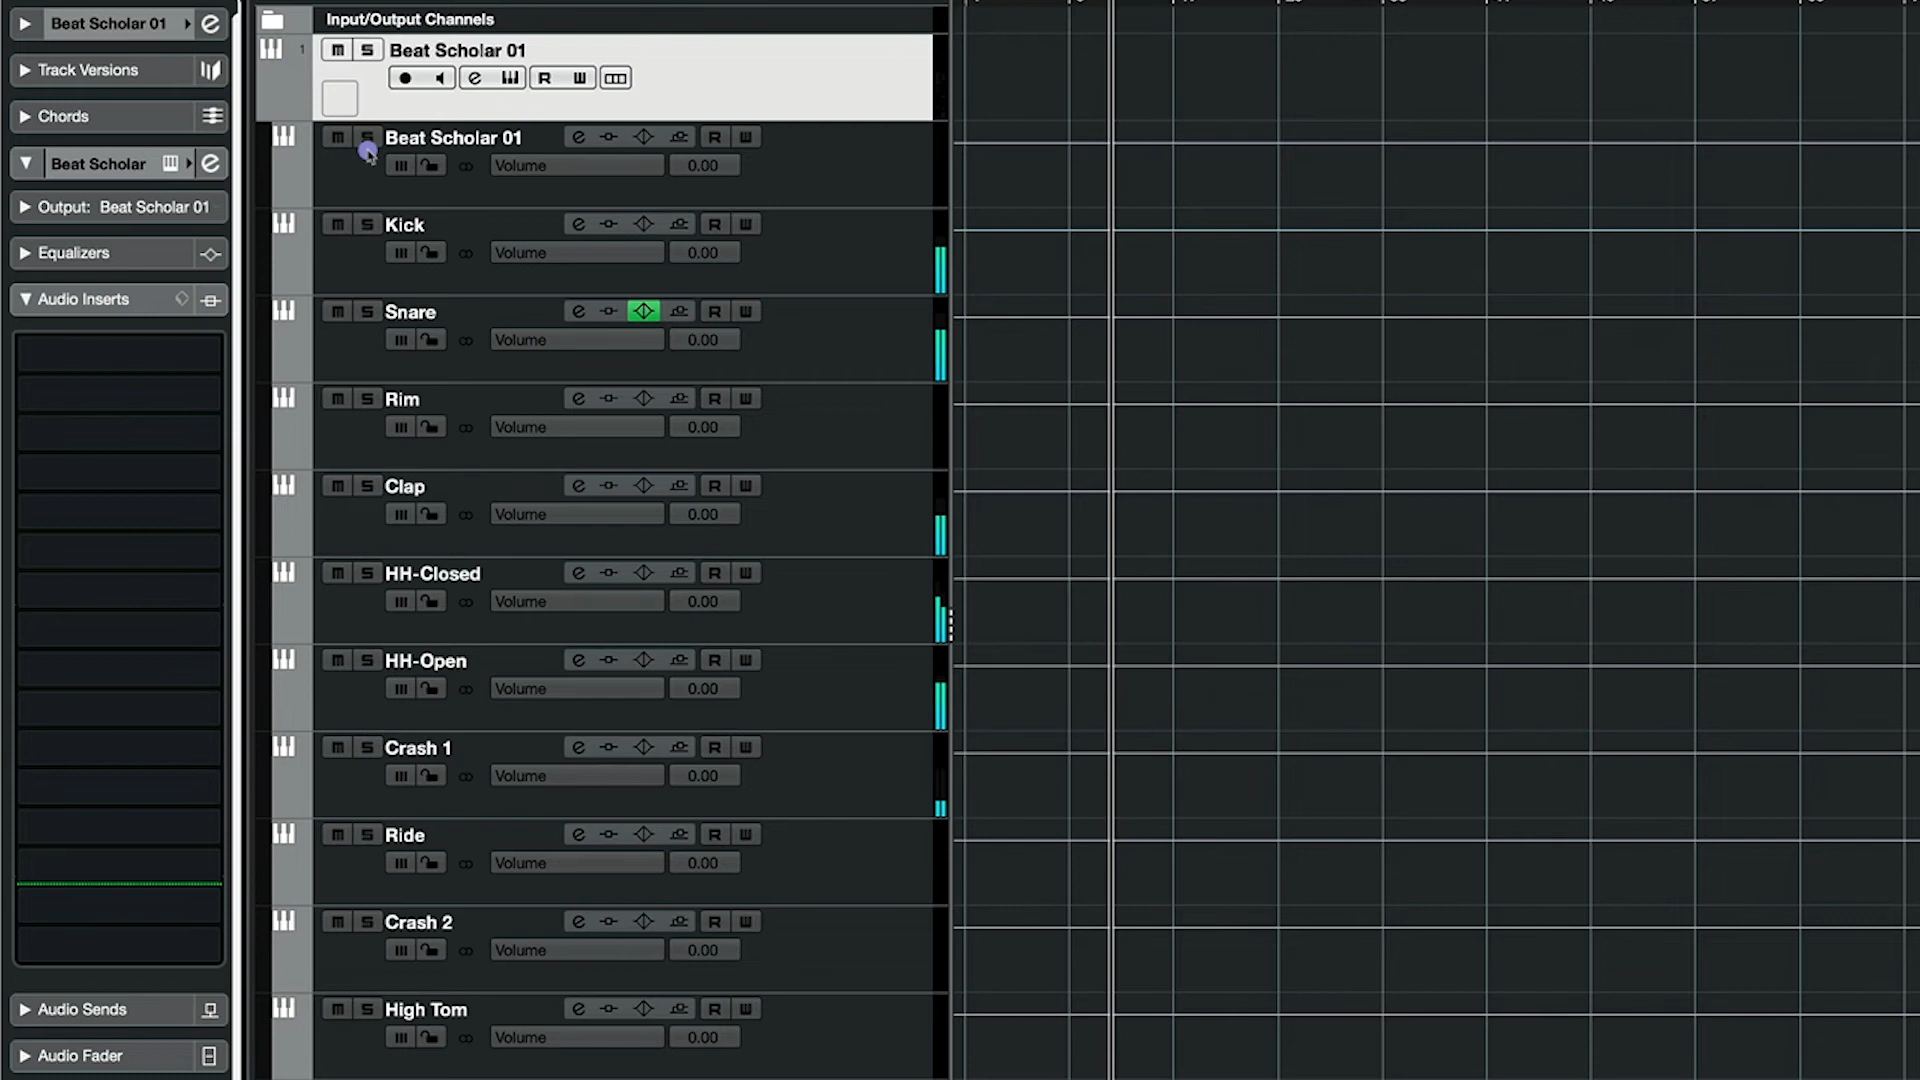 Beat Scholar 01
Track Versions
Chords
Beat Scholar
Output: Beat Scholar 01
Equalizers
Audio Inserts
Audio Sends
Audio Fader
Input/Output Channels
1
m S Beat Scholar 01
e R W
m S Beat Scholar 01 e R W
Volume 0.00
m S Kick e R W
Volume 0.00
m S Snare e R W
Volume 0.00
m S Rim e R W
Volume 0.00
m S Clap e R W
Volume 0.00
m S HH-Closed e R W
Volume 0.00
m S HH-Open e R W
Volume 0.00
m S Crash 1 e R W
Volume 0.00
m S Ride e R W
Volume 0.00
m S Crash 2 e R W
Volume 0.00
m S High Tom e R W
Volume 0.00